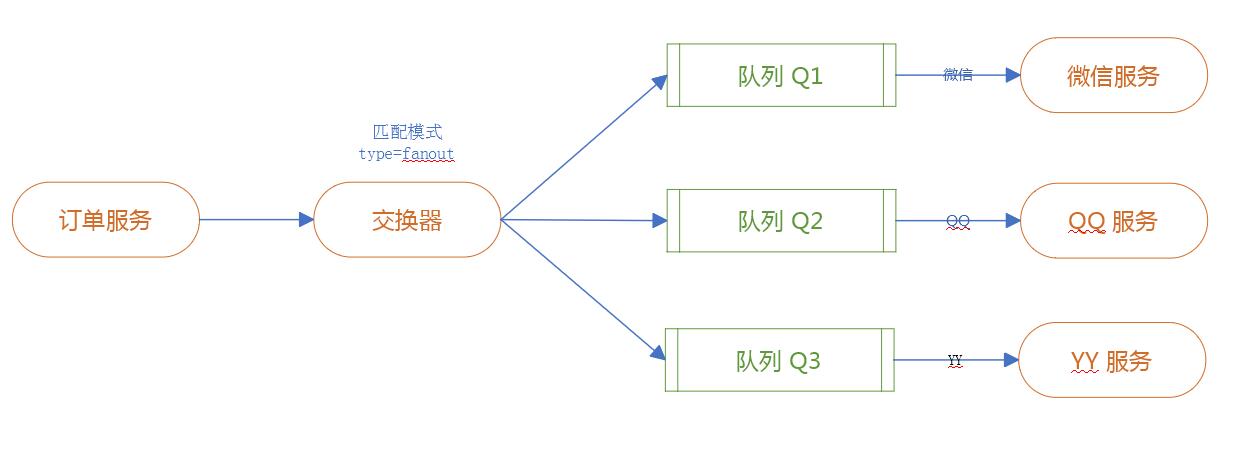 匹配模式
type=fanout
订单服务
交换器
队列 Q1
微信
微信服务
队列 Q2
QQ
QQ 服务
队列 Q3
YY
YY 服务